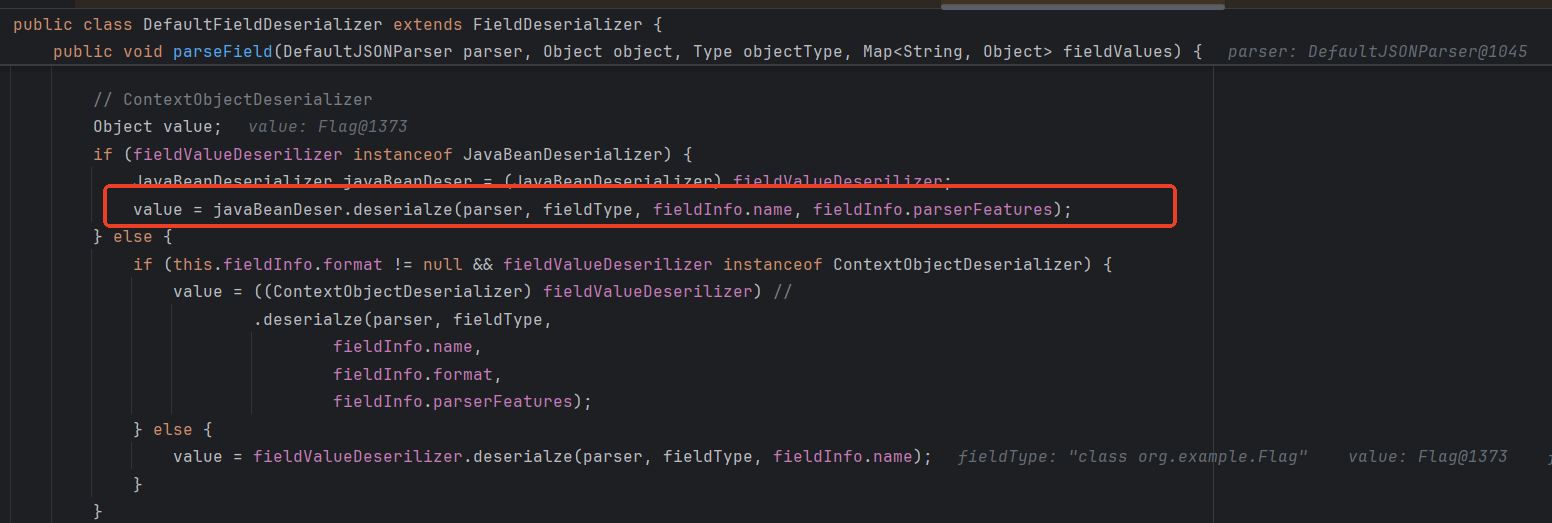 public class DefaultFieldDeserializer extends FieldDeserializer {
public void parseField(DefaultJSONParser parser, Object object, Type objectType, Map<String, Object> fieldValues) { parser: DefaultJSONParser@1045
// ContextObjectDeserializer
Object value; value: Flag@1373
if (fieldValueDeserilizer instanceof JavaBeanDeserializer) {
JavaBeanDeserializer javaBeanDeser = (JavaBeanDeserializer) fieldValueDeserilizer;
value = javaBeanDeser.deserialze(parser, fieldType, fieldInfo.name, fieldInfo.parserFeatures);
} else {
if (this.fieldInfo.format != null && fieldValueDeserilizer instanceof ContextObjectDeserializer) {
value = ((ContextObjectDeserializer) fieldValueDeserilizer) //
.deserialze(parser, fieldType,
fieldInfo.name,
fieldInfo.format,
fieldInfo.parserFeatures);
} else {
value = fieldValueDeserilizer.deserialze(parser, fieldType, fieldInfo.name); fieldType: "class org.example.Flag" value: Flag@1373
}
}